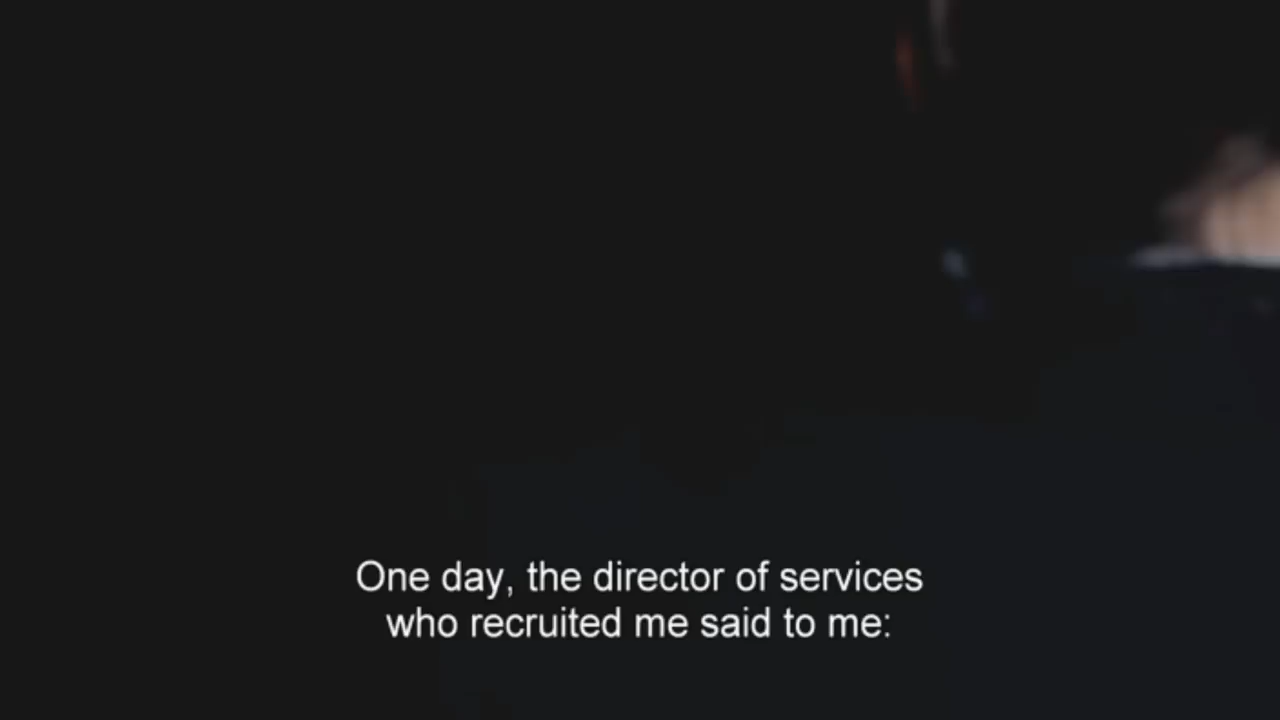 One day, the director of services
who recruited me said to me: